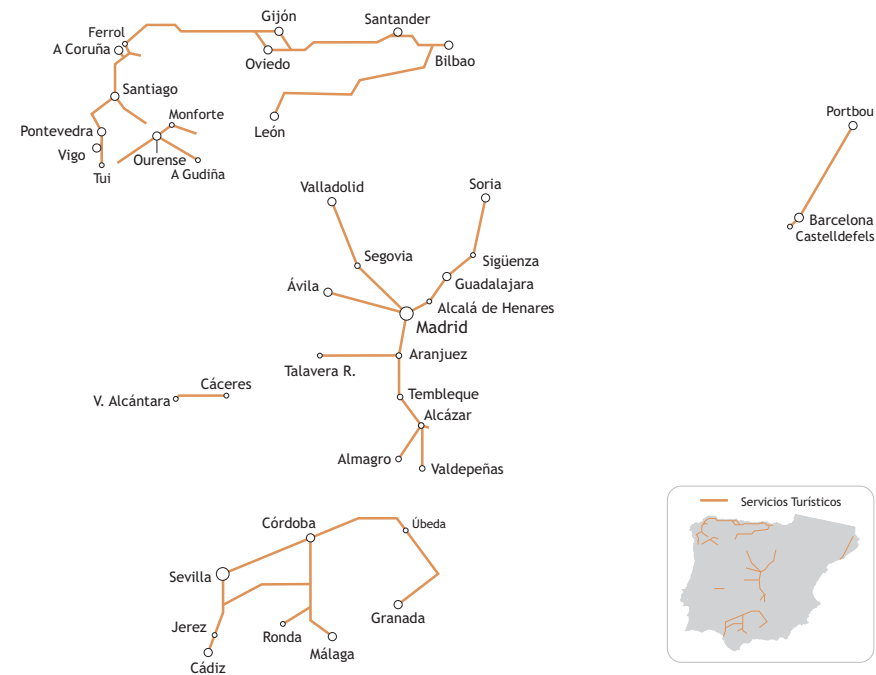 Gijón
Santander
Ferrol
A Coruña
Oviedo
Bilbao
Santiago
Monforte
León
Portbou
Pontevedra
Vigo
Ourense
A Gudiña
Tui
Valladolid
Soria
Barcelona
Castelldefels
Segovia
Sigüenza
Ávila
Guadalajara
Alcalá de Henares
Madrid
Aranjuez
Talavera R.
Cáceres
V. Alcántara
Tembleque
Alcázar
Almagro
Valdepeñas
Servicios Turísticos
Córdoba
Úbeda
Sevilla
Granada
Jerez
Ronda
Málaga
Cádiz